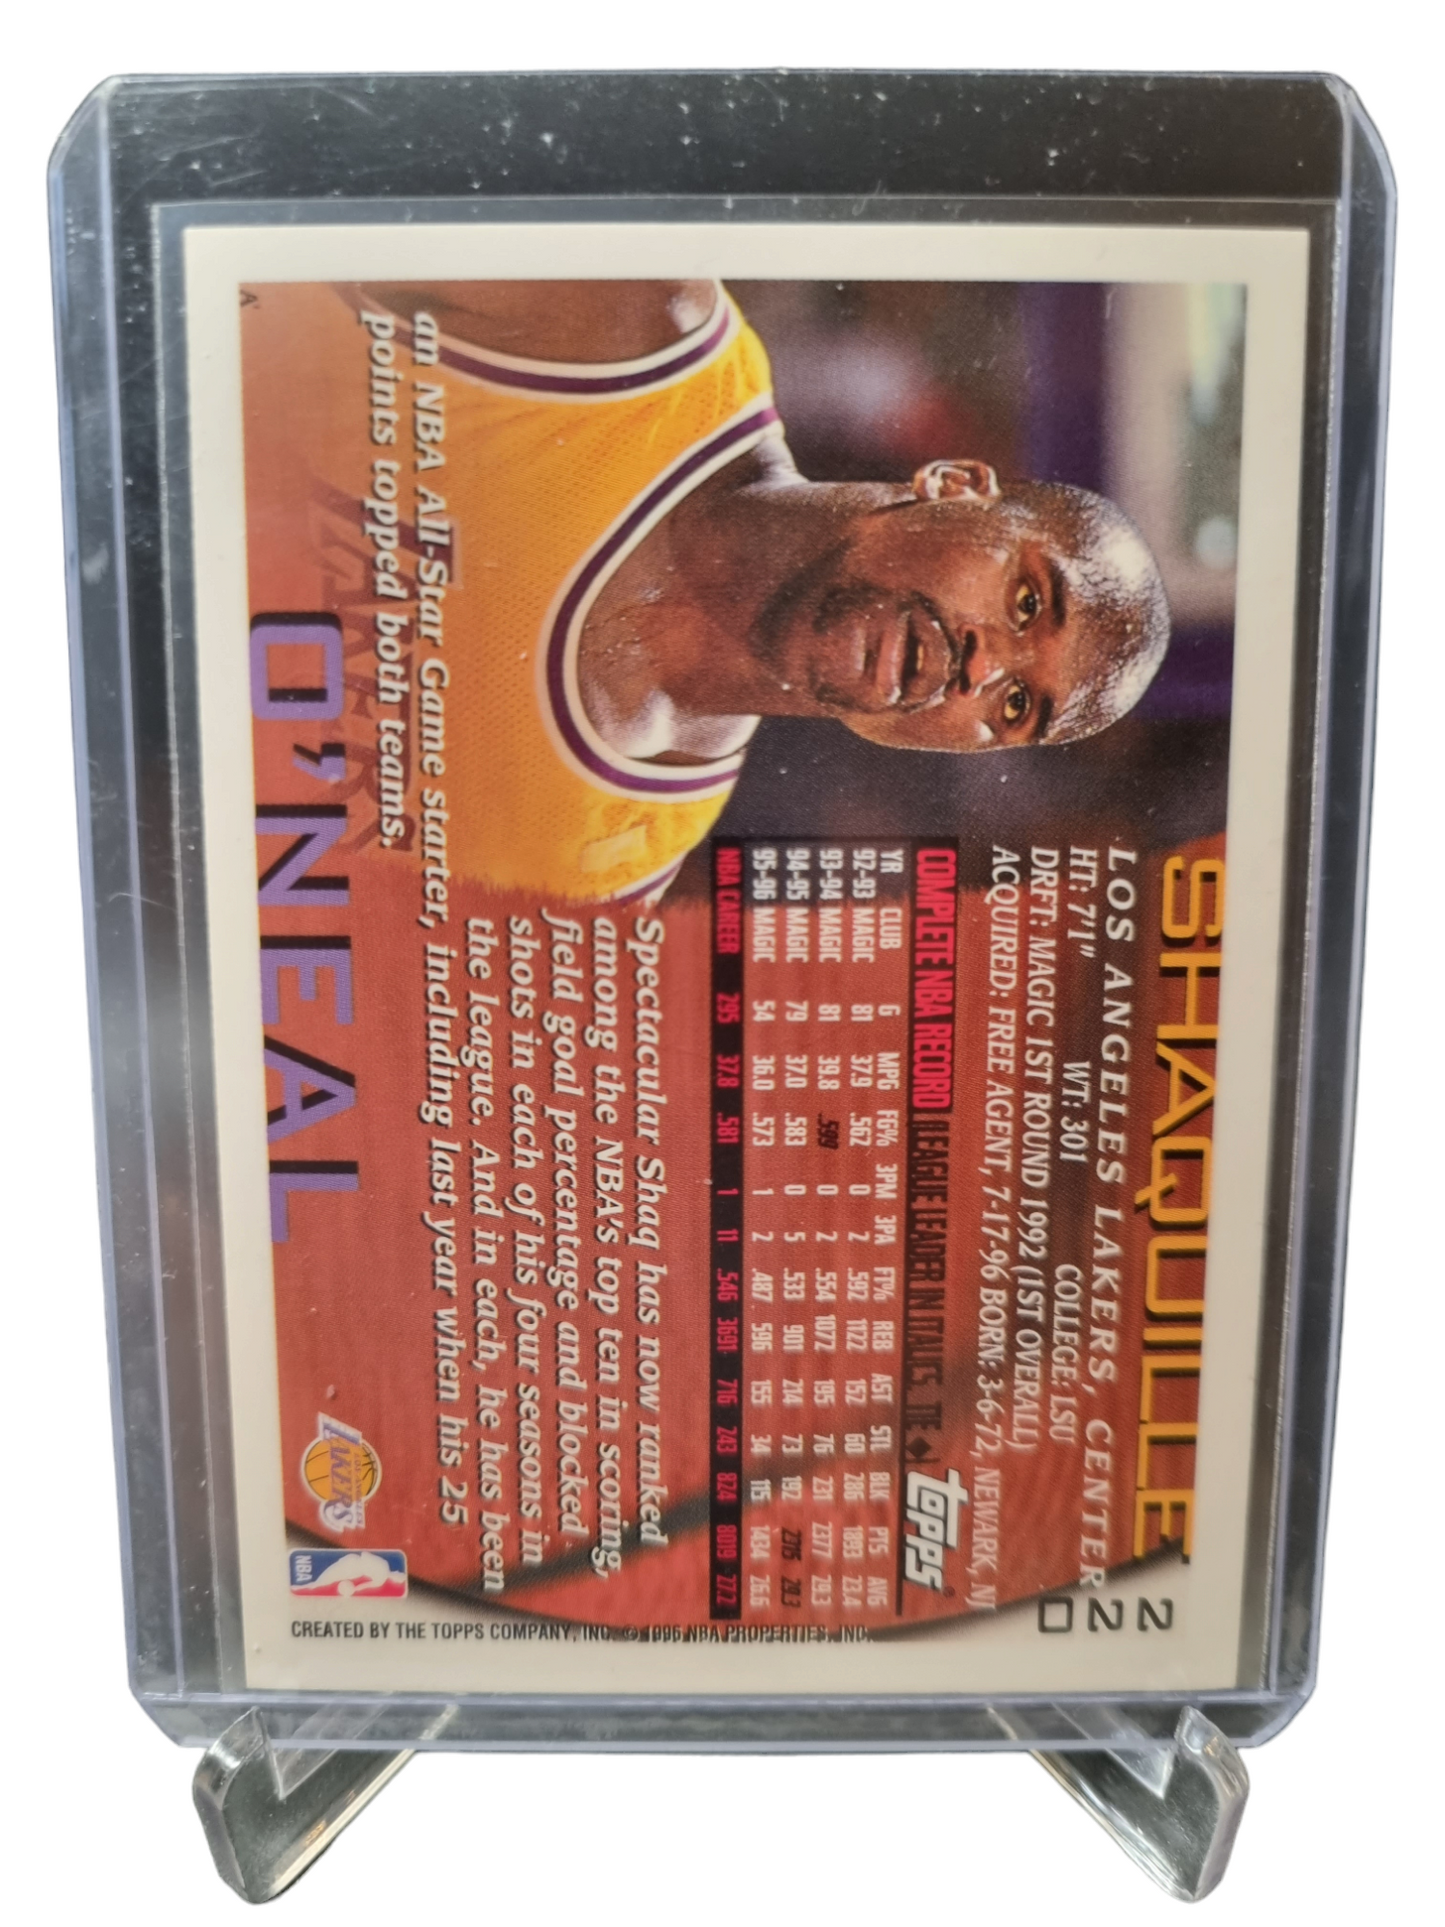 SHAQUILLE
220
LOS ANGELES LAKERS, CENTER
HT: 7'1" WT: 301 COLLEGE: LSU
DRFT: MAGIC 1ST ROUND 1992 (1ST OVERALL)
ACQUIRED: FREE AGENT, 7-17-96 BORN: 3-6-72, NEWARK, NJ
COMPLETE NBA RECORD (LEAGUE LEADER IN ITALICS, TIE ◆)
topps®
YR CLUB G MPG FG% 3PM 3PA FT% REB AST STL BLK PTS AVG
92-93 MAGIC 81 37.9 .562 0 2 .592 1122 152 60 286 1893 23.4
93-94 MAGIC 81 39.8 .599 0 2 .554 1072 195 76 231 2377 29.3
94-95 MAGIC 79 37.0 .583 0 5 .533 901 214 73 192 2315 29.3
95-96 MAGIC 54 36.0 .573 1 2 .487 596 155 34 115 1434 26.6
NBA CAREER 295 37.8 .581 1 11 .546 3691 716 243 824 8019 27.2
Spectacular Shaq has now ranked
among the NBA's top ten in scoring,
field goal percentage and blocked
shots in each of his four seasons in
the league. And in each, he has been
an NBA All-Star Game starter, including last year when his 25
points topped both teams.
LAKERS
O'NEAL
LOS ANGELES
LAKERS
NBA
CREATED BY THE TOPPS COMPANY, INC. © 1996 NBA PROPERTIES, INC.